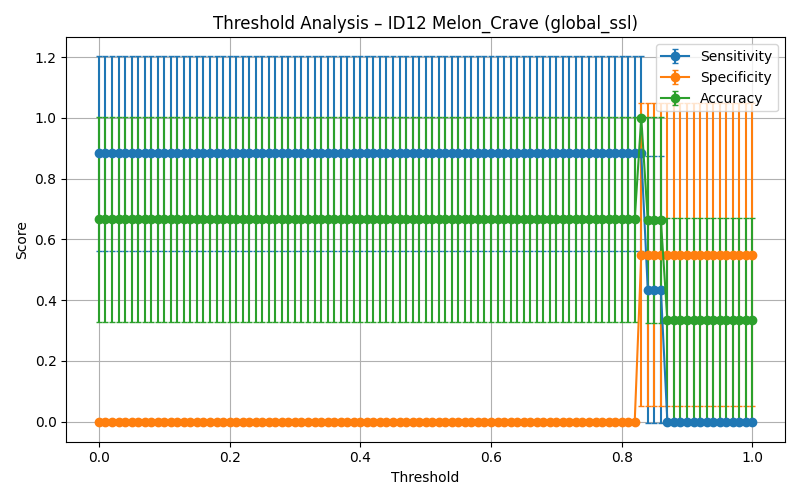 Threshold Analysis – ID12 Melon_Crave (global_ssl)
Sensitivity
Specificity
Accuracy
Score
1.2
1.0
0.8
0.6
0.4
0.2
0.0
0.0 0.2 0.4 0.6 0.8 1.0
Threshold